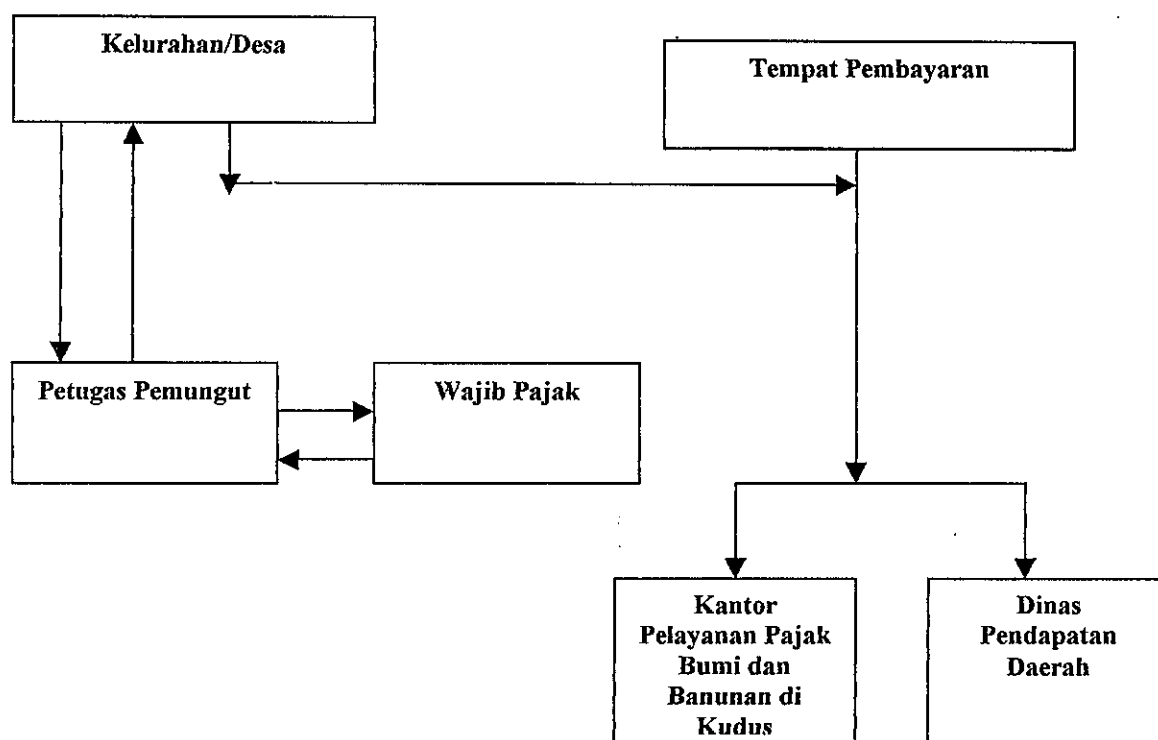 Kelurahan/Desa
Tempat Pembayaran
Petugas Pemungut
Wajib Pajak
Kantor
Pelayanan Pajak
Bumi dan
Banunan di
Kudus
Dinas
Pendapatan
Daerah